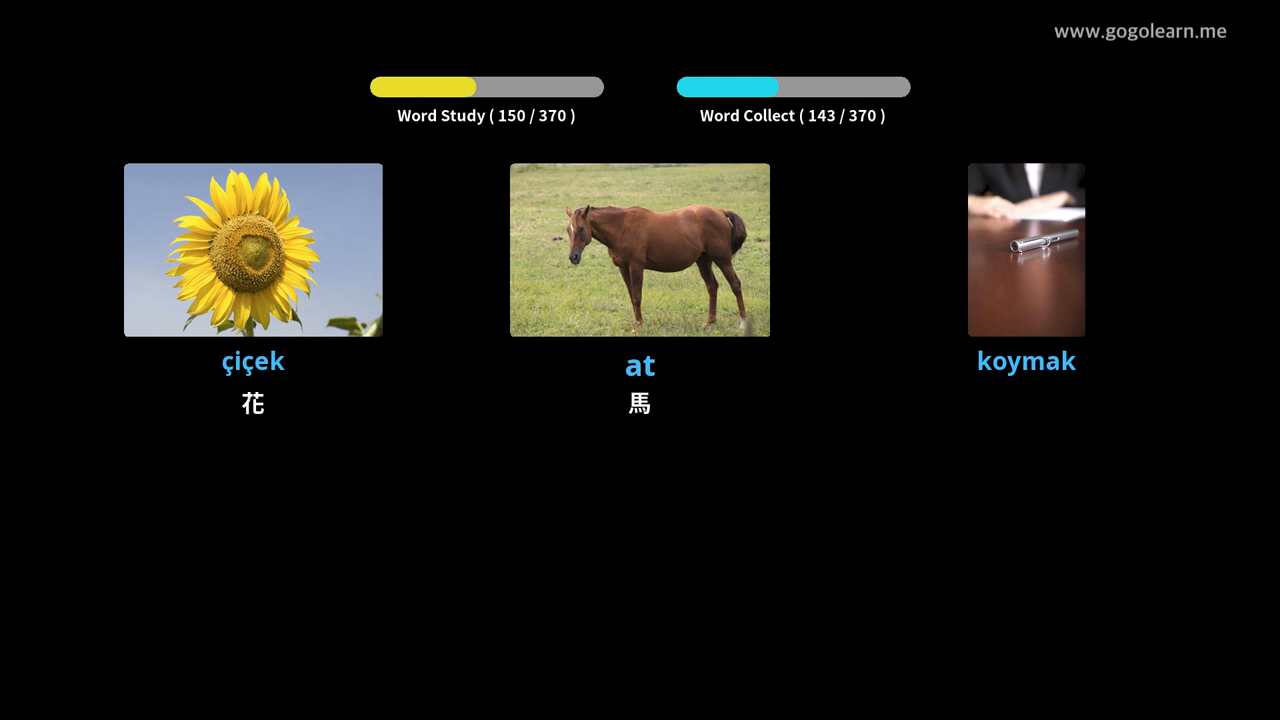 www.gogolearn.me
Word Study ( 150 / 370 )
Word Collect ( 143 / 370 )
çiçek
at
koymak
花
馬